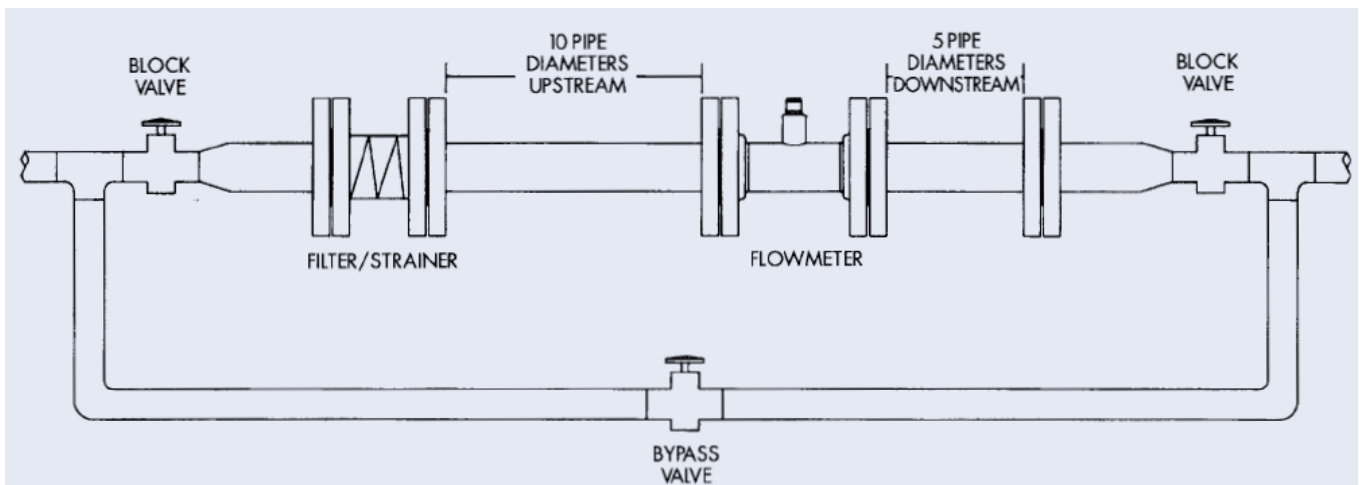 BLOCK
VALVE
10 PIPE
DIAMETERS
UPSTREAM
5 PIPE
DIAMETERS
DOWNSTREAM
BLOCK
VALVE
FILTER/STRAINER
FLOWMETER
BYPASS
VALVE